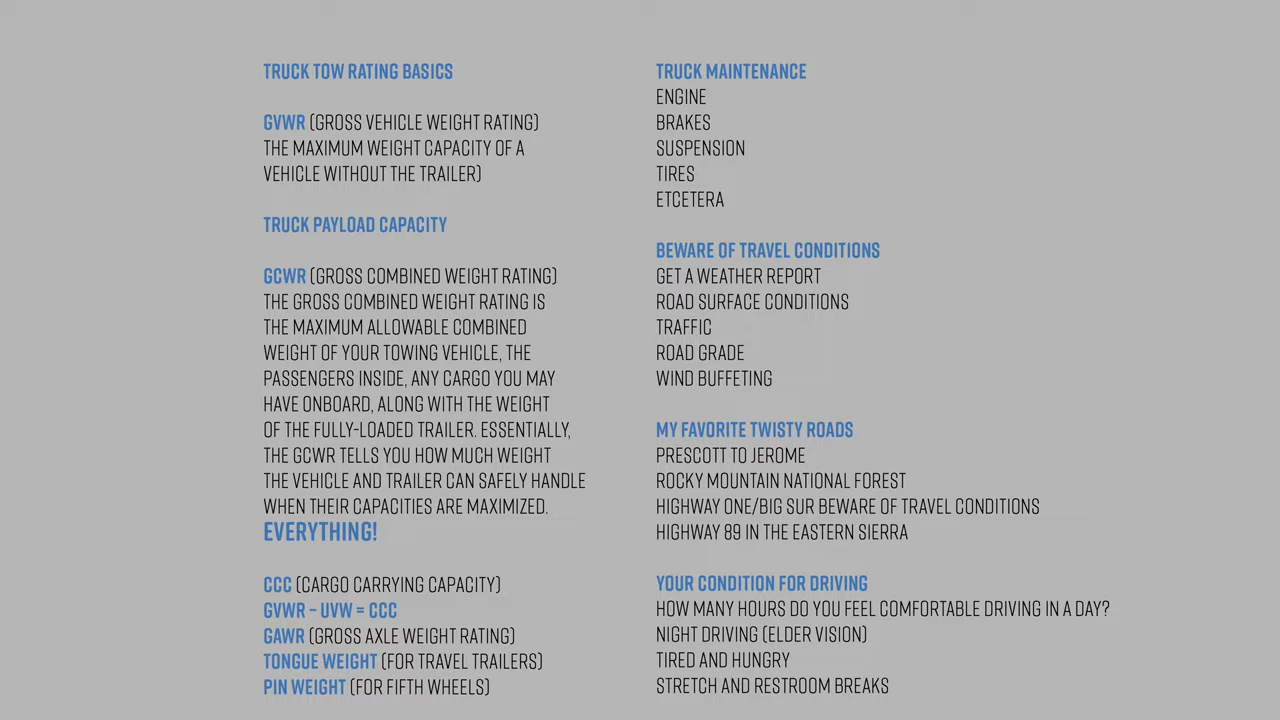 TRUCK TOW RATING BASICS
GVWR (GROSS VEHICLE WEIGHT RATING)
THE MAXIMUM WEIGHT CAPACITY OF A
VEHICLE WITHOUT THE TRAILER)
TRUCK PAYLOAD CAPACITY
GCWR (GROSS COMBINED WEIGHT RATING)
THE GROSS COMBINED WEIGHT RATING IS
THE MAXIMUM ALLOWABLE COMBINED
WEIGHT OF YOUR TOWING VEHICLE, THE
PASSENGERS INSIDE, ANY CARGO YOU MAY
HAVE ONBOARD, ALONG WITH THE WEIGHT
OF THE FULLY-LOADED TRAILER. ESSENTIALLY,
THE GCWR TELLS YOU HOW MUCH WEIGHT
THE VEHICLE AND TRAILER CAN SAFELY HANDLE
WHEN THEIR CAPACITIES ARE MAXIMIZED.
EVERYTHING!
CCC (CARGO CARRYING CAPACITY)
GVWR – UVW = CCC
GAWR (GROSS AXLE WEIGHT RATING)
TONGUE WEIGHT (FOR TRAVEL TRAILERS)
PIN WEIGHT (FOR FIFTH WHEELS)
TRUCK MAINTENANCE
ENGINE
BRAKES
SUSPENSION
TIRES
ETCETERA
BEWARE OF TRAVEL CONDITIONS
GET A WEATHER REPORT
ROAD SURFACE CONDITIONS
TRAFFIC
ROAD GRADE
WIND BUFFETING
MY FAVORITE TWISTY ROADS
PRESCOTT TO JEROME
ROCKY MOUNTAIN NATIONAL FOREST
HIGHWAY ONE/BIG SUR BEWARE OF TRAVEL CONDITIONS
HIGHWAY 89 IN THE EASTERN SIERRA
YOUR CONDITION FOR DRIVING
HOW MANY HOURS DO YOU FEEL COMFORTABLE DRIVING IN A DAY?
NIGHT DRIVING (ELDER VISION)
TIRED AND HUNGRY
STRETCH AND RESTROOM BREAKS